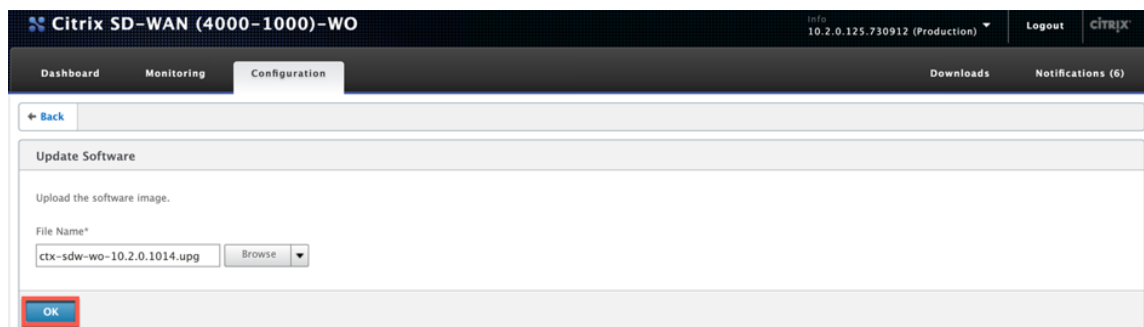 Citrix SD-WAN (4000-1000)-WO
Info
10.2.0.125.730912 (Production)
Logout
CITRIX
Dashboard Monitoring Configuration Downloads Notifications (6)
← Back
Update Software
Upload the software image.
File Name*
ctx-sdw-wo-10.2.0.1014.upg Browse
OK